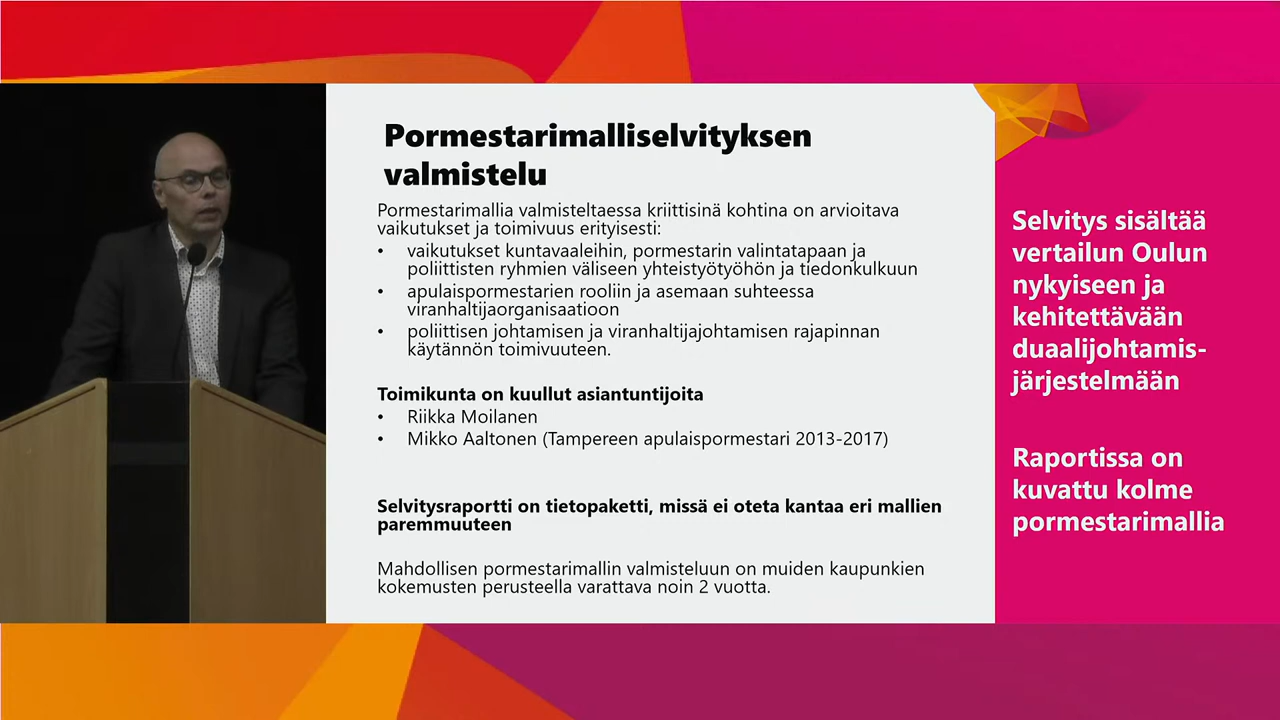 Pormestarimalliselvityksen
valmistelu
Pormestarimallia valmisteltaessa kriittisinä kohtina on arvioitava
vaikutukset ja toimivuus erityisesti:
• vaikutukset kuntavaaleihin, pormestarin valintatapaan ja
poliittisten ryhmien väliseen yhteistyötyöhön ja tiedonkulkuun
• apulaispormestarien rooliin ja asemaan suhteessa
viranhaltijaorganisaatioon
• poliittisen johtamisen ja viranhaltijajohtamisen rajapinnan
käytännön toimivuuteen.
Toimikunta on kuullut asiantuntijoita
• Riikka Moilanen
• Mikko Aaltonen (Tampereen apulaispormestari 2013-2017)
Selvitysraportti on tietopaketti, missä ei oteta kantaa eri mallien
paremmuuteen
Mahdollisen pormestarimallin valmisteluun on muiden kaupunkien
kokemusten perusteella varattava noin 2 vuotta.
Selvitys sisältää
vertailun Oulun
nykyiseen ja
kehitettävään
duaalijohtamis-
järjestelmään
Raportissa on
kuvattu kolme
pormestarimallia